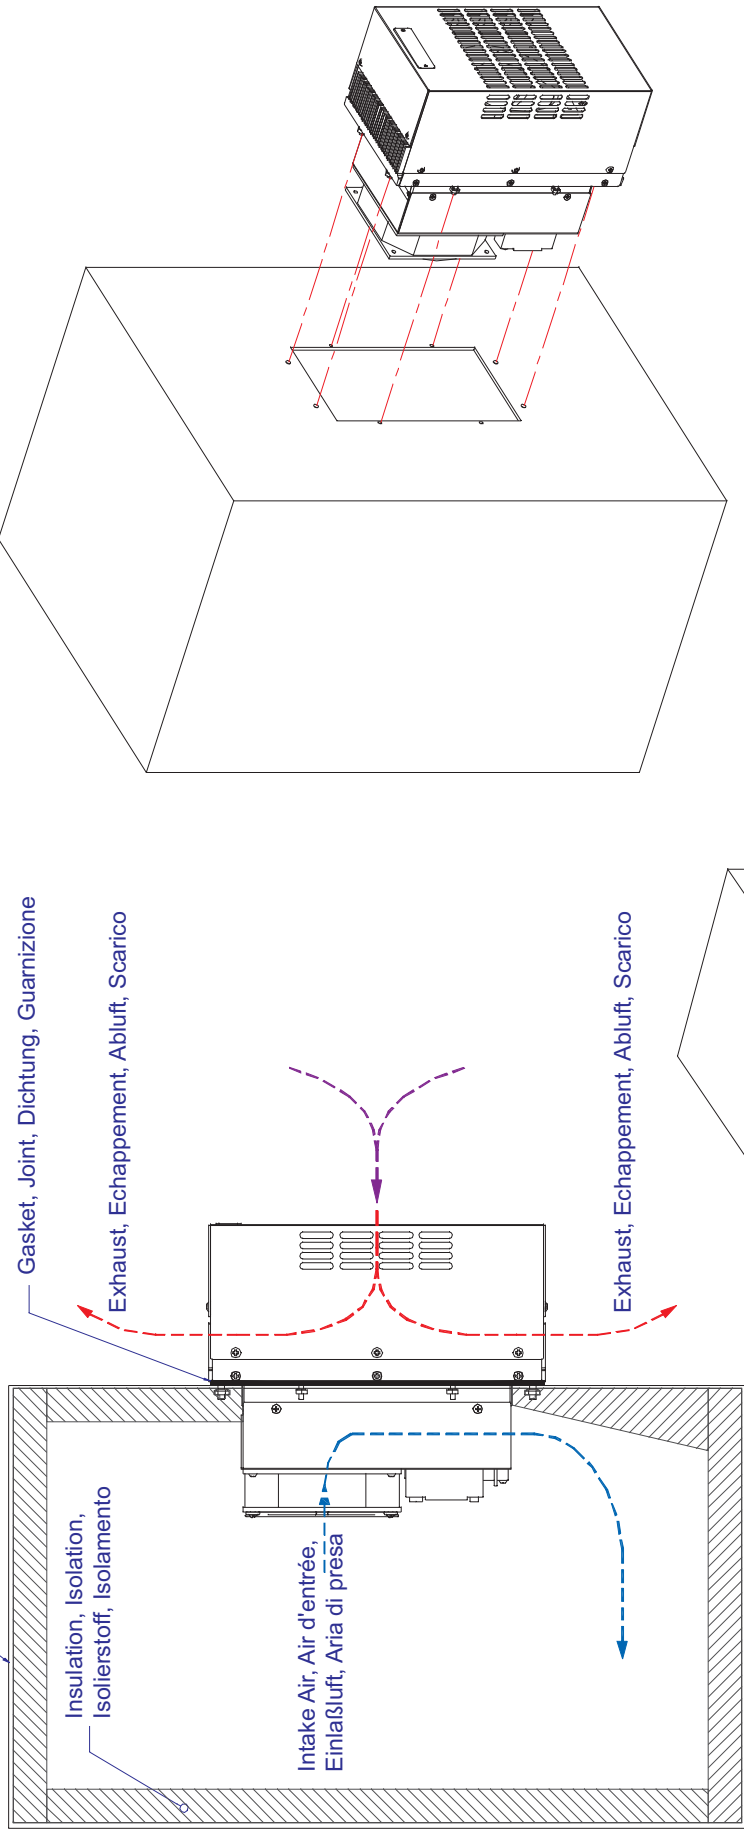 Gasket, Joint, Dichtung, Guarnizione
Exhaust, Echappement, Abluft, Scarico
Exhaust, Echappement, Abluft, Scarico
Insulation, Isolation,
Isolierstoff, Isolamento
Intake Air, Air d'entrée,
Einlaßluft, Aria di presa